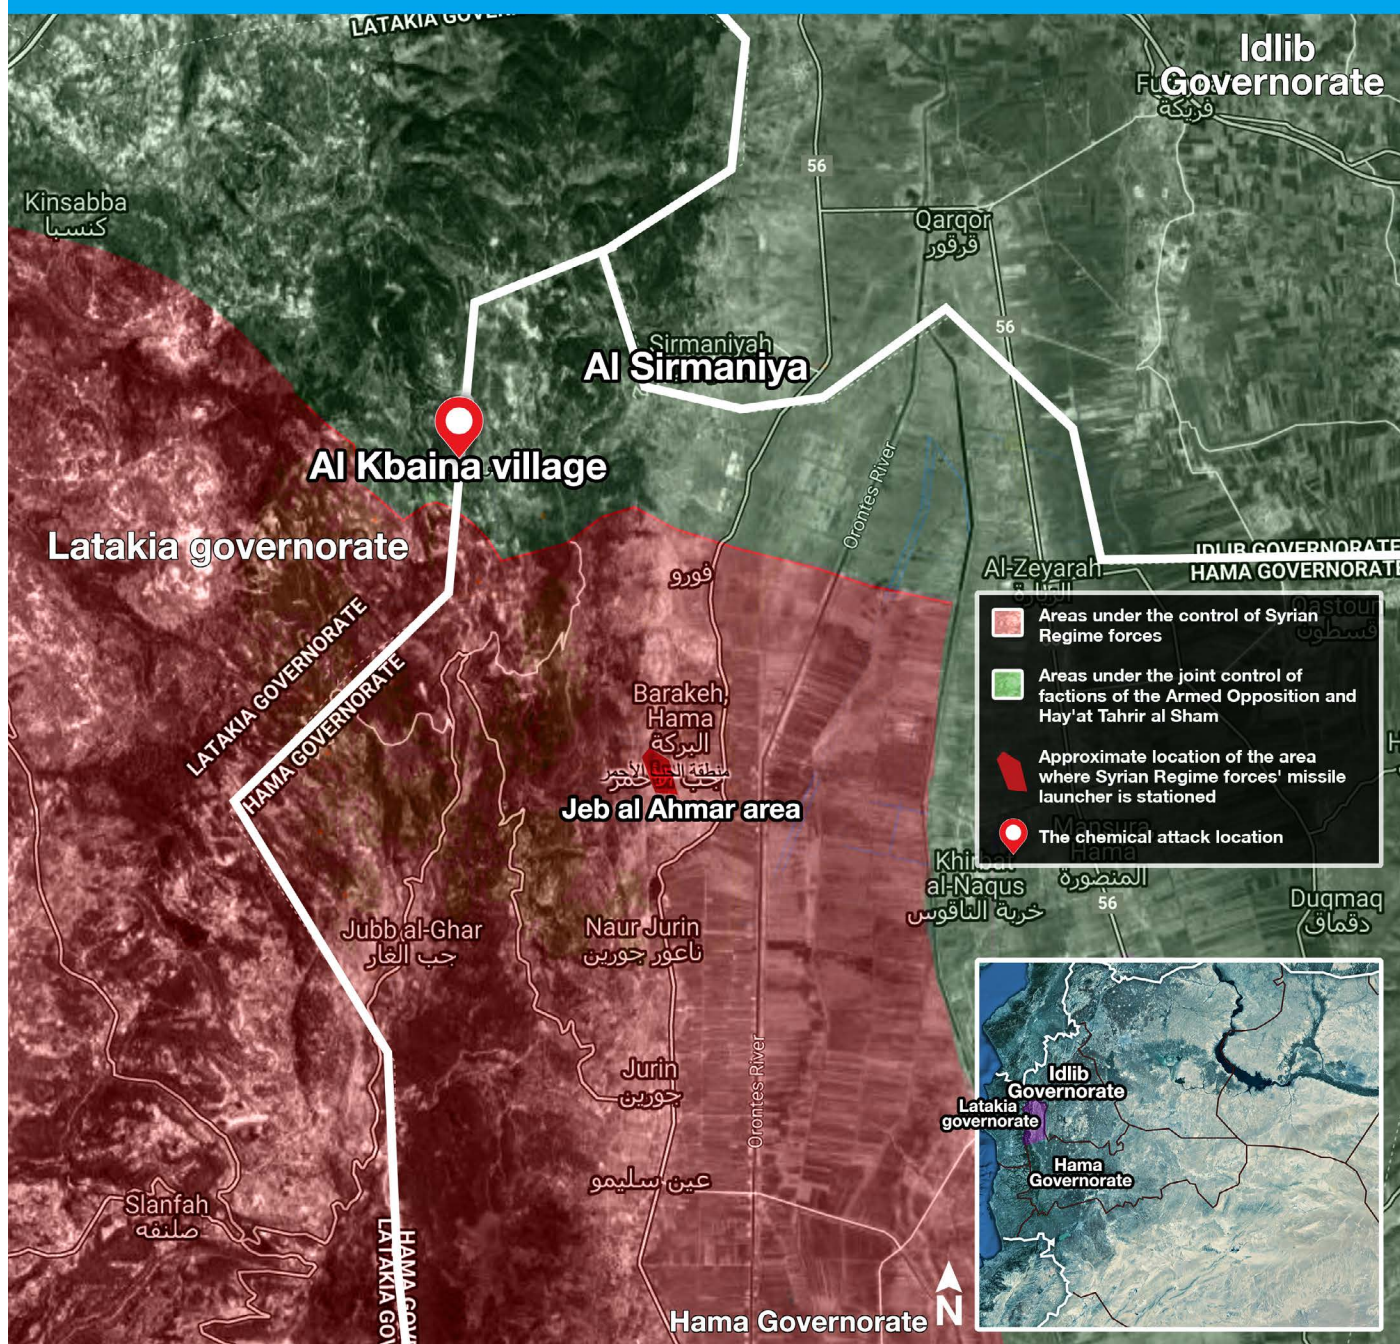 LATAKIA
Idlib
Governorate
فريكة
56
Kinsabba
كنسبا
Qarqor
قرقور
56
Sirmaniyah
Al Sirmaniya
Al Kbaina village
Orontes River
Latakia governorate
IDLIB GOVERNORATE
HAMA GOVERNORATE
Al-Zeyarah
الزيارة
فورو
Areas under the control of Syrian
Regime forces
Qastoun
قسطون
LATAKIA GOVERNORATE
HAMA GOVERNORATE
Areas under the joint control of
factions of the Armed Opposition and
Hay'at Tahrir al Sham
Barakeh,
Hama
البركة
Approximate location of the area
where Syrian Regime forces' missile
launcher is stationed
Jeb al Ahmar area
The chemical attack location
Mansura
Hama
المنصورة
Khirbat
al-Naqus
خربة الناقوس
56
Duqmaq
دقماق
Jubb al-Ghar
جب الغار
Naur Jurin
ناعور جورين
Jurin
جورين
Orontes River
Idlib
Governorate
Latakia
governorate
Hama
Governorate
عين سليمو
Slanfah
صلنفه
HAMA
LATAKIA
Hama Governorate
N